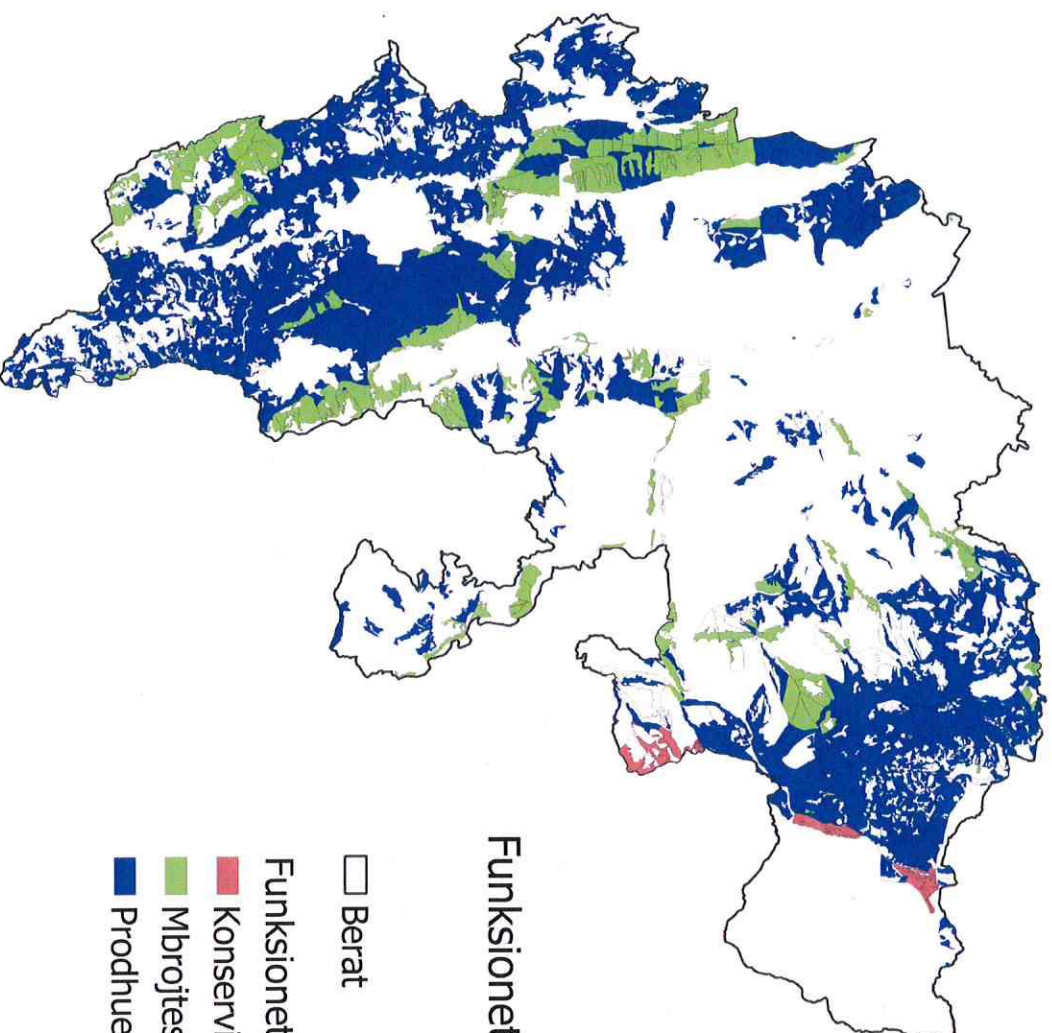 Funksionet
Berat
Funksionet
Konservi
Mbrojtes
Prodhue